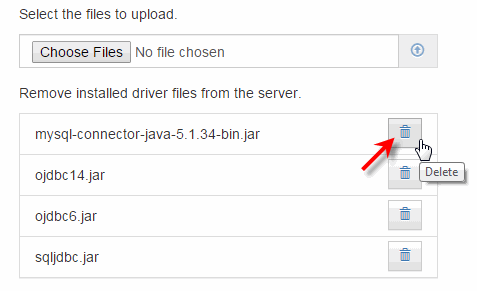 Select the files to upload.
Choose Files No file chosen
Remove installed driver files from the server.
mysql-connector-java-5.1.34-bin.jar
Delete
ojdbc14.jar
ojdbc6.jar
sqljdbc.jar